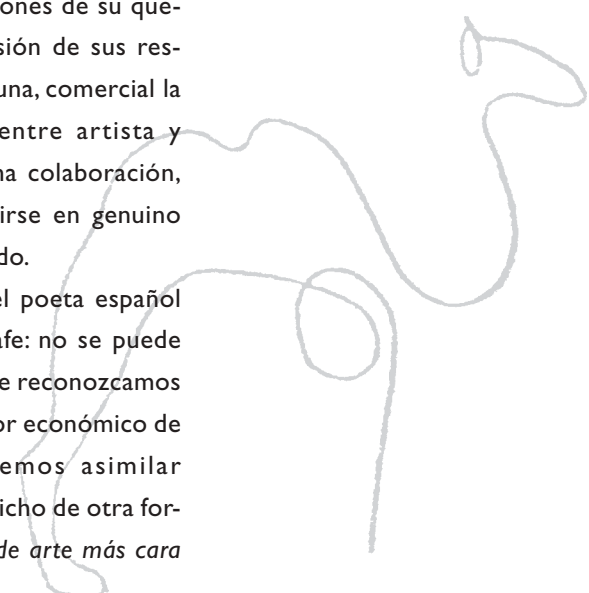 ones de su que-
sión de sus res-
una, comercial la
entre artista y
na colaboración,
irse en genuino
do.
el poeta español
afe: no se puede
e reconozcamos
or económico de
emos asimilar
icho de otra for-
de arte más cara